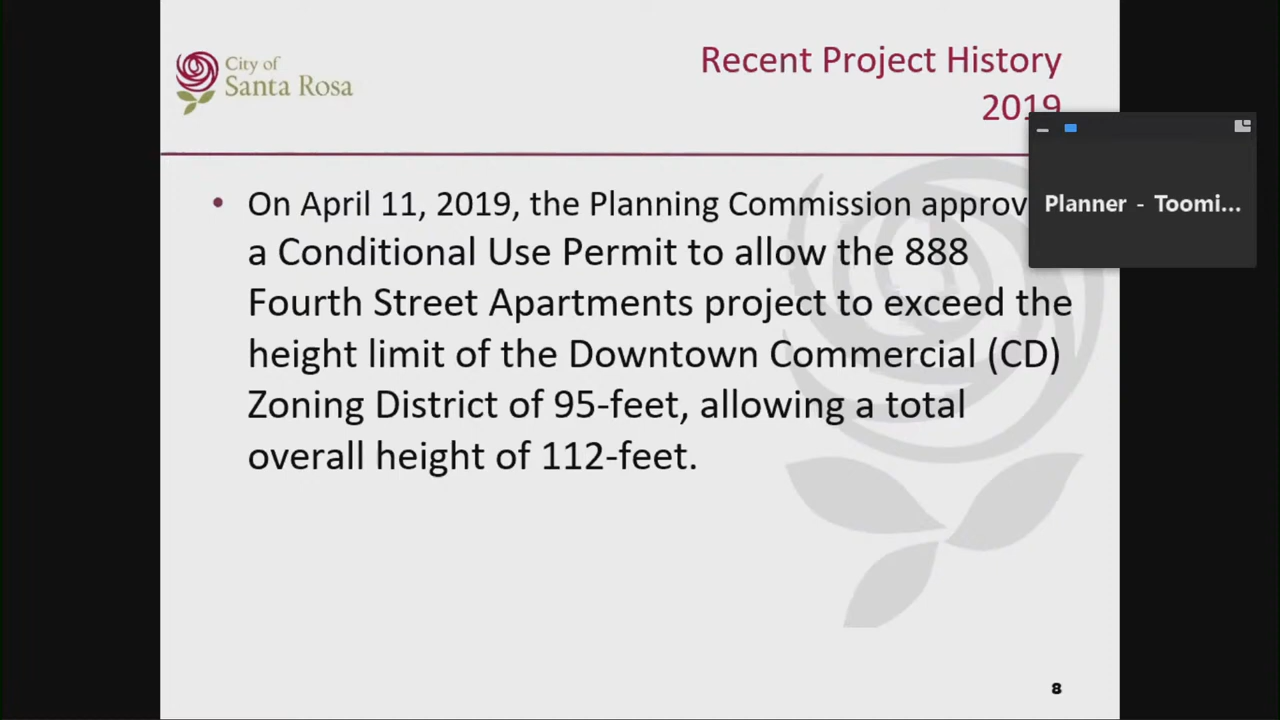 City of
Santa Rosa
Recent Project History
2019
Planner - Toomi...
• On April 11, 2019, the Planning Commission approv
a Conditional Use Permit to allow the 888
Fourth Street Apartments project to exceed the
height limit of the Downtown Commercial (CD)
Zoning District of 95-feet, allowing a total
overall height of 112-feet.
8